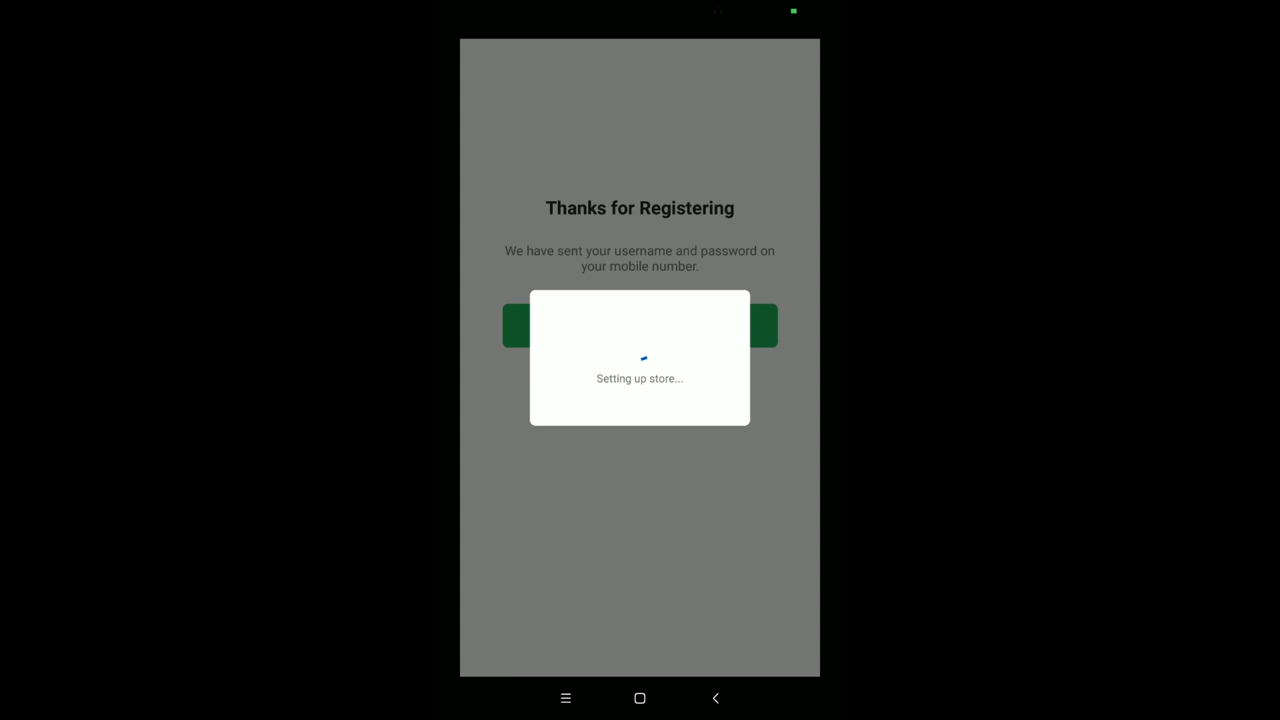 Thanks for Registering
We have sent your username and password on
your mobile number.
Setting up store...